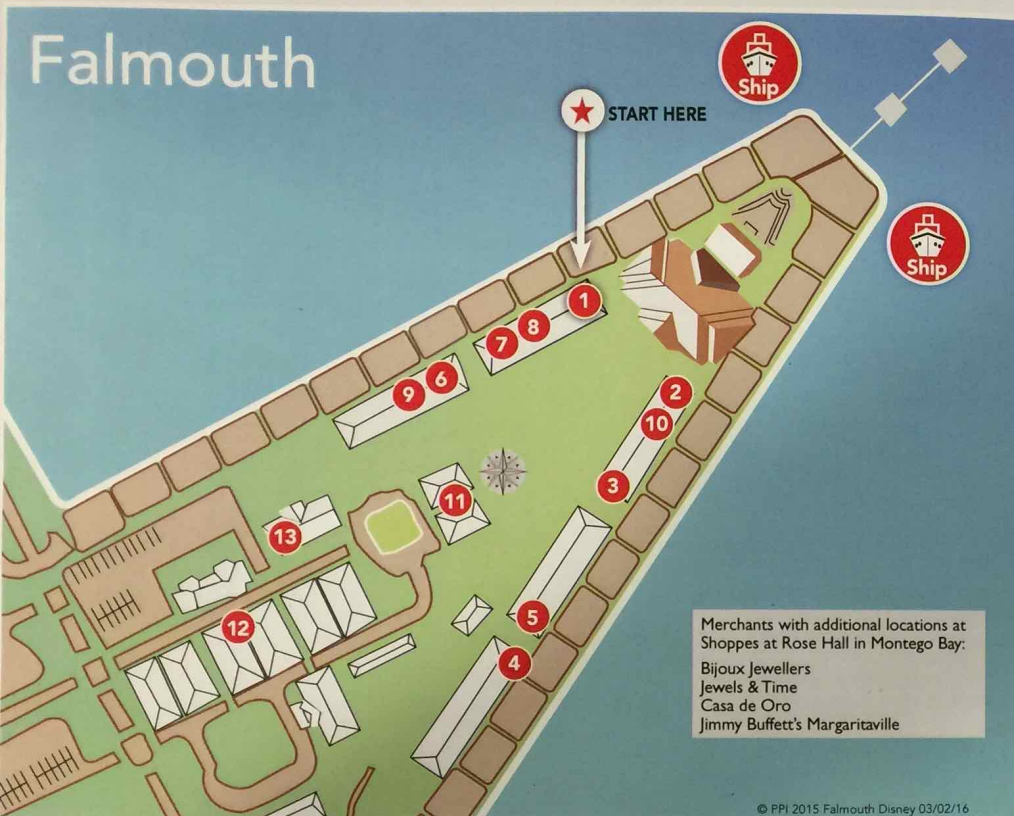 Falmouth
Ship
START HERE
Ship
1
8
7
6
9
2
10
3
11
13
5
12
4
Merchants with additional locations at
Shoppes at Rose Hall in Montego Bay:
Bijoux Jewellers
Jewels & Time
Casa de Oro
Jimmy Buffett's Margaritaville
© PPI 2015 Falmouth Disney 03/02/16